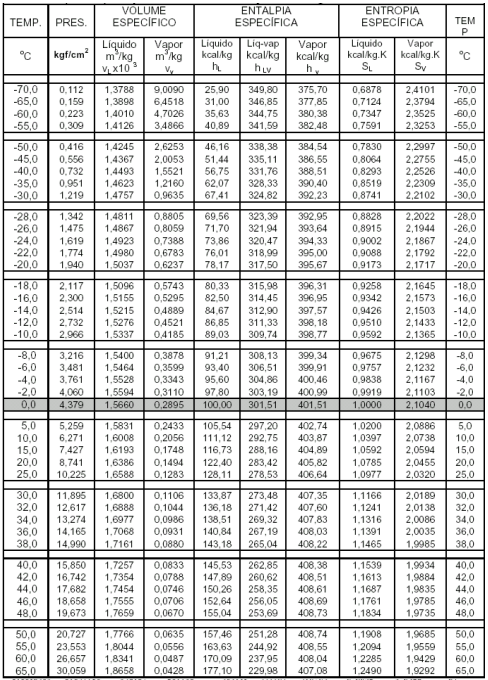 TEMP. PRES. VOLUME ESPECÍFICO ENTALPIA ESPECÍFICA ENTROPIA ESPECÍFICA TEM P
°C kgf/cm² Líquido m³/kg vLx10 ³ Vapor m³/kg vv Líquido kcal/kg hL Líq-vap kcal/kg hLV Vapor kcal/kg hv Líquido kcal/kg.K SL Vapor kcal/kg.K SV °C
-70,0 0,112 1,3788 9,0090 25,90 349,80 375,70 0,6878 2,4101 -70,0
-65,0 0,159 1,3898 6,4518 31,00 346,85 377,85 0,7124 2,3794 -65,0
-60,0 0,223 1,4010 4,7026 35,63 344,75 380,38 0,7347 2,3525 -60,0
-55,0 0,309 1,4126 3,4866 40,89 341,59 382,48 0,7591 2,3253 -55,0
-50,0 0,416 1,4245 2,6253 46,16 338,38 384,54 0,7830 2,2997 -50,0
-45,0 0,556 1,4367 2,0053 51,44 335,11 386,55 0,8064 2,2755 -45,0
-40,0 0,732 1,4493 1,5521 56,75 331,76 388,51 0,8293 2,2526 -40,0
-35,0 0,951 1,4623 1,2160 62,07 328,33 390,40 0,8519 2,2309 -35,0
-30,0 1,219 1,4757 0,9635 67,41 324,82 392,23 0,8741 2,2102 -30,0
-28,0 1,342 1,4811 0,8805 69,56 323,39 392,95 0,8828 2,2022 -28,0
-26,0 1,475 1,4867 0,8059 71,70 321,94 393,64 0,8915 2,1944 -26,0
-24,0 1,619 1,4923 0,7388 73,86 320,47 394,33 0,9002 2,1867 -24,0
-22,0 1,774 1,4980 0,6783 76,01 318,99 395,00 0,9088 2,1792 -22,0
-20,0 1,940 1,5037 0,6237 78,17 317,50 395,67 0,9173 2,1717 -20,0
-18,0 2,117 1,5096 0,5743 80,33 315,98 396,31 0,9258 2,1645 -18,0
-16,0 2,300 1,5155 0,5295 82,50 314,45 396,95 0,9342 2,1573 -16,0
-14,0 2,514 1,5215 0,4889 84,67 312,90 397,57 0,9426 2,1503 -14,0
-12,0 2,732 1,5276 0,4521 86,85 311,33 398,18 0,9510 2,1433 -12,0
-10,0 2,966 1,5337 0,4185 89,03 309,74 398,77 0,9592 2,1365 -10,0
-8,0 3,216 1,5400 0,3878 91,21 308,13 399,34 0,9675 2,1298 -8,0
-6,0 3,481 1,5464 0,3599 93,40 306,51 399,91 0,9757 2,1232 -6,0
-4,0 3,761 1,5528 0,3343 95,60 304,86 400,46 0,9838 2,1167 -4,0
-2,0 4,060 1,5594 0,3110 97,80 303,19 400,99 0,9919 2,1103 -2,0
0,0 4,379 1,5660 0,2895 100,00 301,51 401,51 1,0000 2,1040 0,0
5,0 5,259 1,5831 0,2433 105,54 297,20 402,74 1,0200 2,0886 5,0
10,0 6,271 1,6008 0,2056 111,12 292,75 403,87 1,0397 2,0738 10,0
15,0 7,427 1,6193 0,1748 116,73 288,16 404,89 1,0592 2,0594 15,0
20,0 8,741 1,6386 0,1494 122,40 283,42 405,82 1,0785 2,0455 20,0
25,0 10,225 1,6588 0,1283 128,11 278,53 406,64 1,0977 2,0320 25,0
30,0 11,895 1,6800 0,1106 133,87 273,48 407,35 1,1166 2,0189 30,0
32,0 12,617 1,6888 0,1044 136,18 271,42 407,60 1,1241 2,0138 32,0
34,0 13,274 1,6977 0,0986 138,51 269,32 407,83 1,1316 2,0086 34,0
36,0 14,165 1,7068 0,0931 140,84 267,19 408,03 1,1391 2,0035 36,0
38,0 14,990 1,7161 0,0880 143,18 265,04 408,22 1,1465 1,9985 38,0
40,0 15,850 1,7257 0,0833 145,53 262,85 408,38 1,1539 1,9934 40,0
42,0 16,742 1,7354 0,0788 147,89 260,62 408,51 1,1613 1,9884 42,0
44,0 17,682 1,7454 0,0746 150,26 258,35 408,61 1,1687 1,9835 44,0
46,0 18,658 1,7555 0,0706 152,64 256,05 408,69 1,1761 1,9785 46,0
48,0 19,673 1,7659 0,0670 155,04 253,69 408,73 1,1834 1,9735 48,0
50,0 20,727 1,7766 0,0635 157,46 251,28 408,74 1,1908 1,9685 50,0
55,0 23,553 1,8044 0,0556 163,63 244,92 408,55 1,2094 1,9559 55,0
60,0 26,657 1,8341 0,0487 170,09 237,95 408,04 1,2285 1,9429 60,0
65,0 30,059 1,8658 0,0428 177,10 229,98 407,08 1,2490 1,9292 65,0